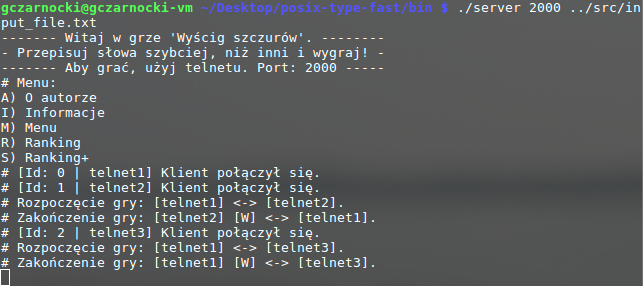 gczarnocki@gczarnocki-vm ~/Desktop/posix-type-fast/bin $ ./server 2000 ../src/in
put_file.txt
------- Witaj w grze 'Wyścig szczurów'. --------
- Przepisuj słowa szybciej, niż inni i wygraj! -
------- Aby grać, użyj telnetu. Port: 2000 -----
# Menu:
A) O autorze
I) Informacje
M) Menu
R) Ranking
S) Ranking+
# [Id: 0 | telnet1] Klient połączył się.
# [Id: 1 | telnet2] Klient połączył się.
# Rozpoczęcie gry: [telnet1] <-> [telnet2].
# Zakończenie gry: [telnet2] [W] <-> [telnet1].
# [Id: 2 | telnet3] Klient połączył się.
# Rozpoczęcie gry: [telnet1] <-> [telnet3].
# Zakończenie gry: [telnet1] [W] <-> [telnet3].